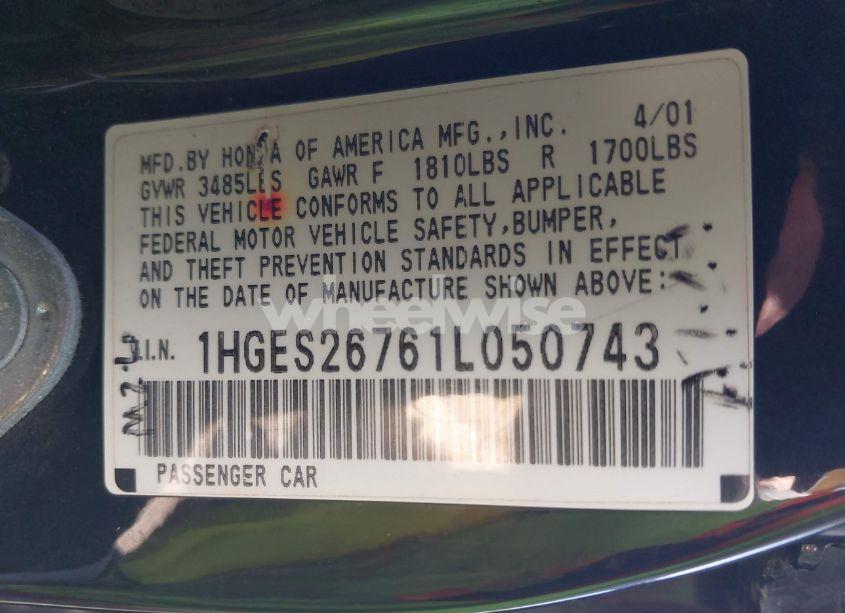 MFD.BY HONDA OF AMERICA MFG.,INC. 4/01
GVWR 3485LBS GAWR F 1810LBS R 1700LBS
THIS VEHICLE CONFORMS TO ALL APPLICABLE
FEDERAL MOTOR VEHICLE SAFETY,BUMPER,
AND THEFT PREVENTION STANDARDS IN EFFECT
ON THE DATE OF MANUFACTURE SHOWN ABOVE:
wheelwise
V.I.N. 1HGES26761L050743
PASSENGER CAR